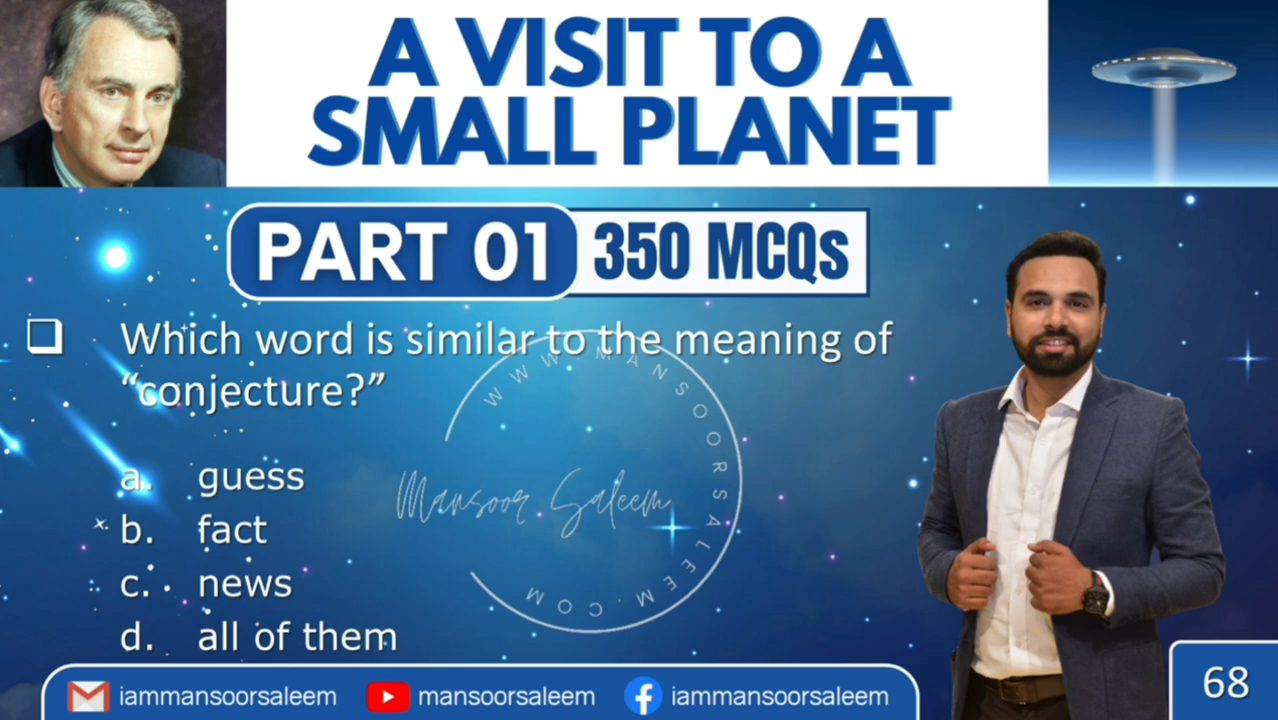 A VISIT TO A
SMALL PLANET
PART 01 350 MCQs
Which word is similar to the meaning of
“conjecture?”
a. guess
b. fact
c. news
d. all of them
WWW.MANSOORSALEEM.COM
Mansoor Saleem
iammansoorsaleem mansoorsaleem iammansoorsaleem
68